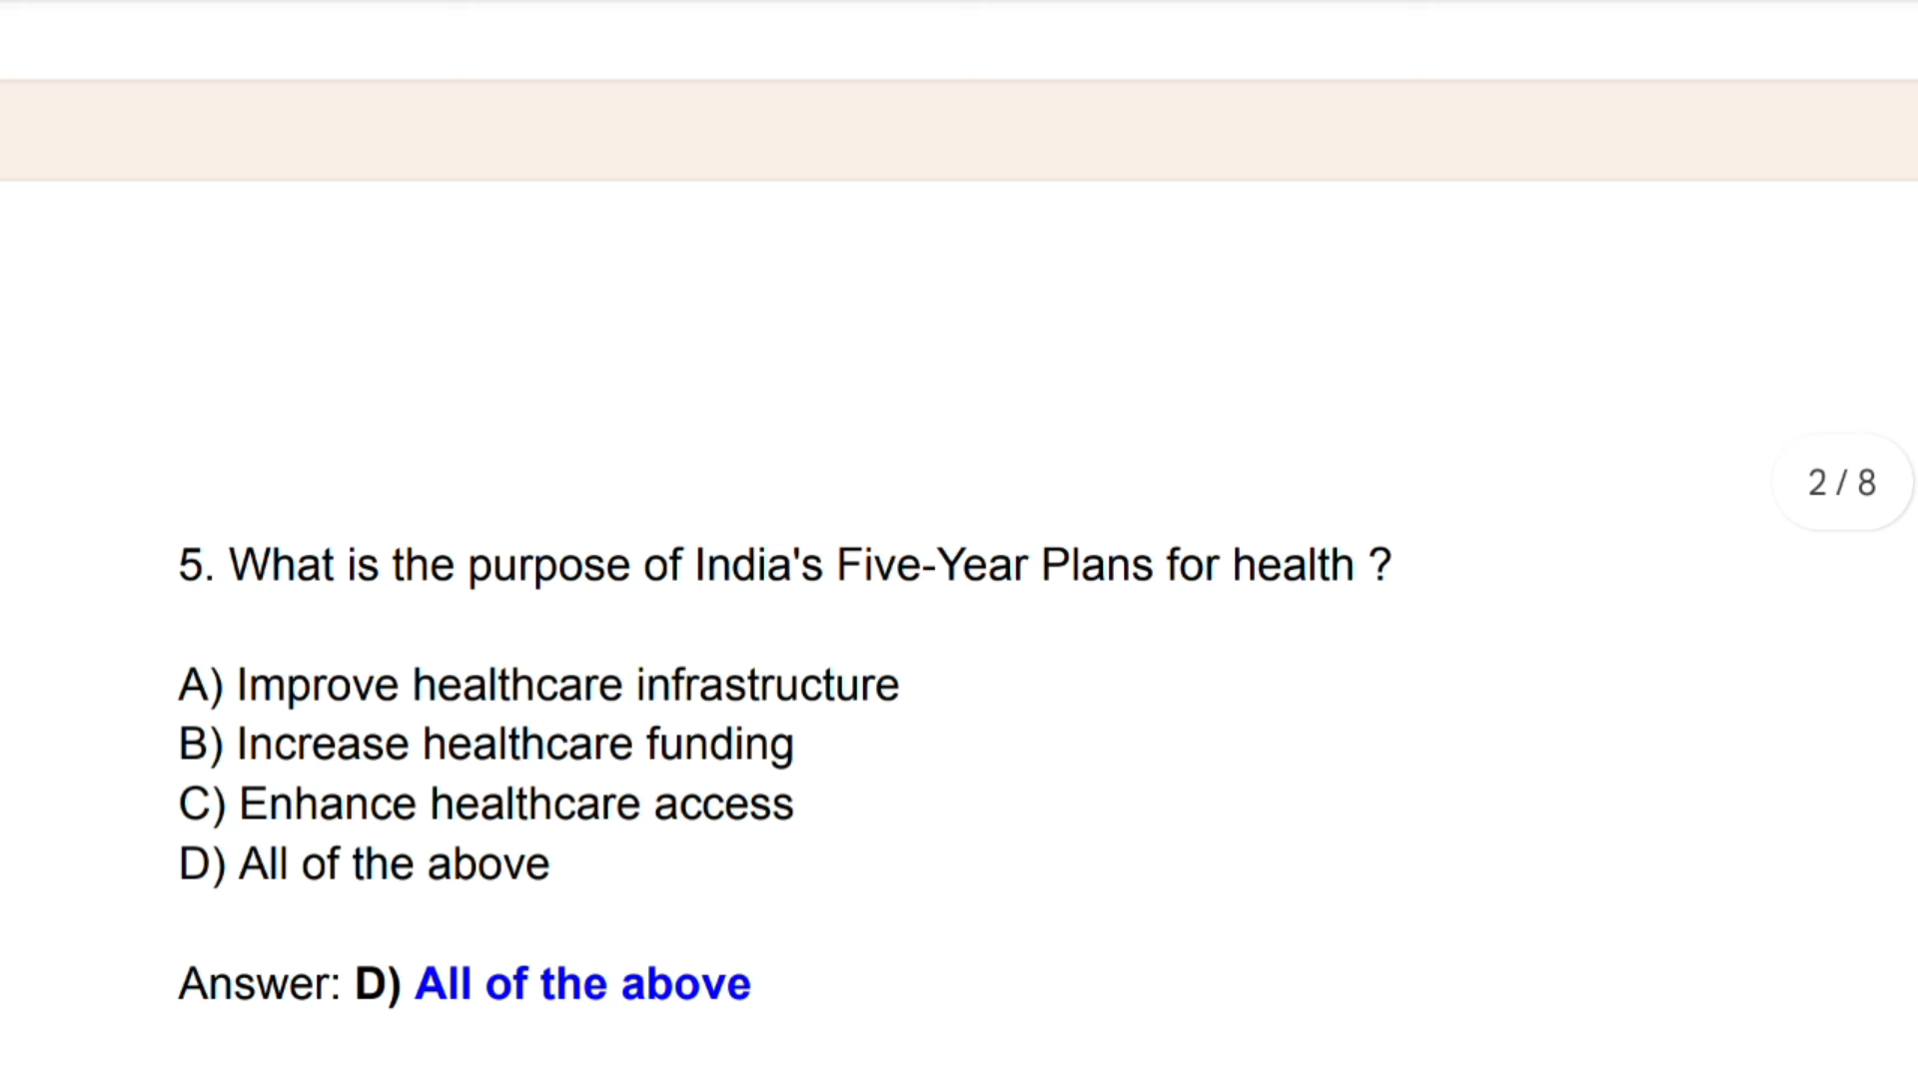 2 / 8
5. What is the purpose of India's Five-Year Plans for health ?
A) Improve healthcare infrastructure
B) Increase healthcare funding
C) Enhance healthcare access
D) All of the above
Answer: D) All of the above